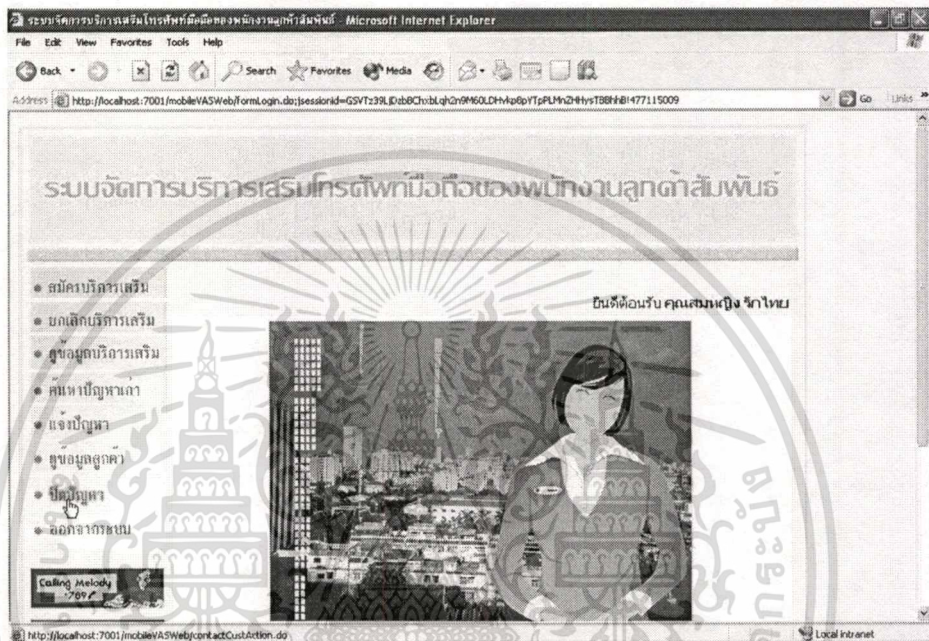 ระบบจัดการบริการเสริมโทรศัพท์มือถือของพนักงานลูกค้าสัมพันธ์ - Microsoft Internet Explorer
File Edit View Favorites Tools Help
Back Search Favorites Media
Address http://localhost:7001/mobileVASWeb/formLogin.do;jsessionid= Go Links
ระบบจัดการบริการเสริมโทรศัพท์มือถือของพนักงานลูกค้าสัมพันธ์
สมัครบริการเสริม
ยินดีต้อนรับ คุณสมหญิง รักไทย
ยกเลิกบริการเสริม
ดูข้อมูลบริการเสริม
ค้นหาปัญหาเก่า
แจ้งปัญหา
ดูข้อมูลลูกค้า
ปิดปัญหา
ออกจากระบบ
Calling Melody
*789
http://localhost:7001/mobileVASWeb/contactCustAction.do Local intranet